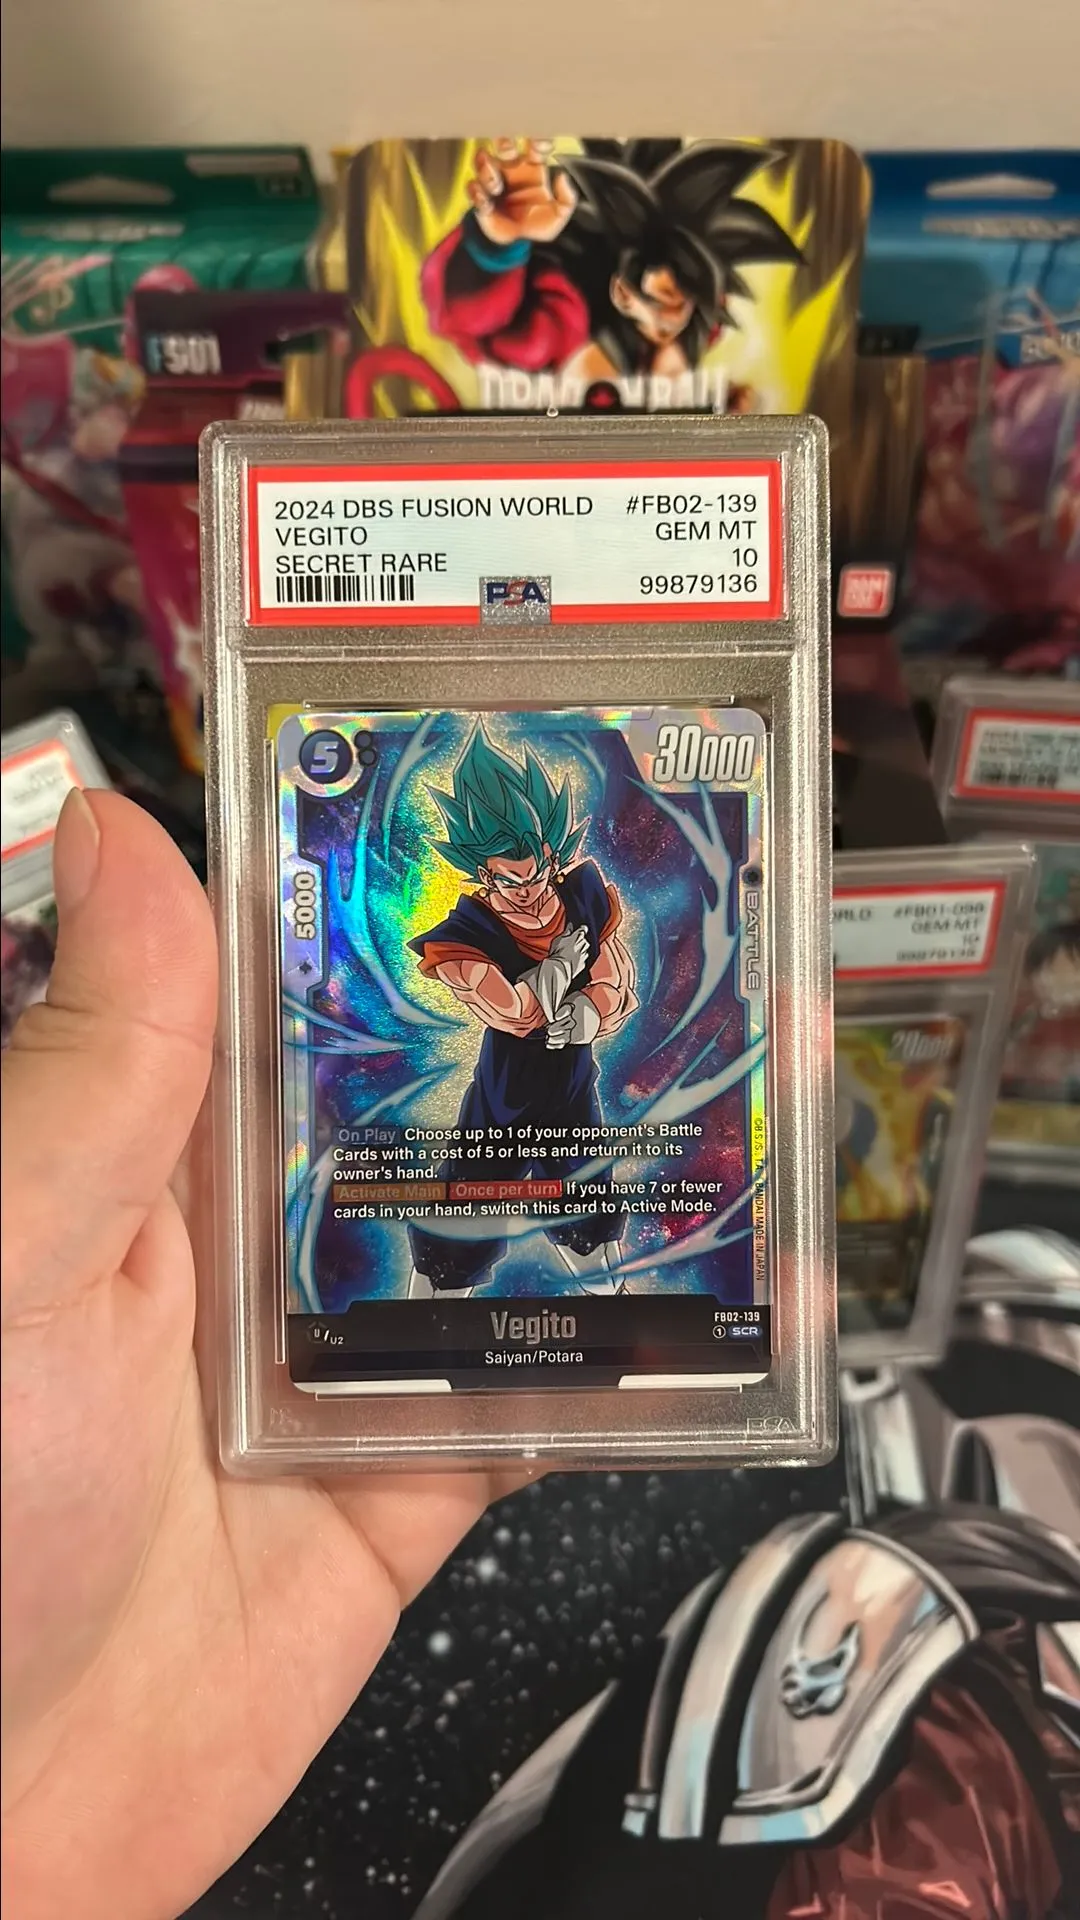 FS01
DRAGONBALL
2024 DBS FUSION WORLD #FB02-139
VEGITO GEM MT
SECRET RARE 10
99879136
PSA
5
30000
5000
BATTLE
On Play Choose up to 1 of your opponent's Battle
Cards with a cost of 5 or less and return it to its
owner's hand.
Activate Main Once per turn If you have 7 or fewer
cards in your hand, switch this card to Active Mode.
BANDAI MADE IN JAPAN
Vegito
FB02-139
SCR
Saiyan/Potara
PSA
GEM MT
10
20000